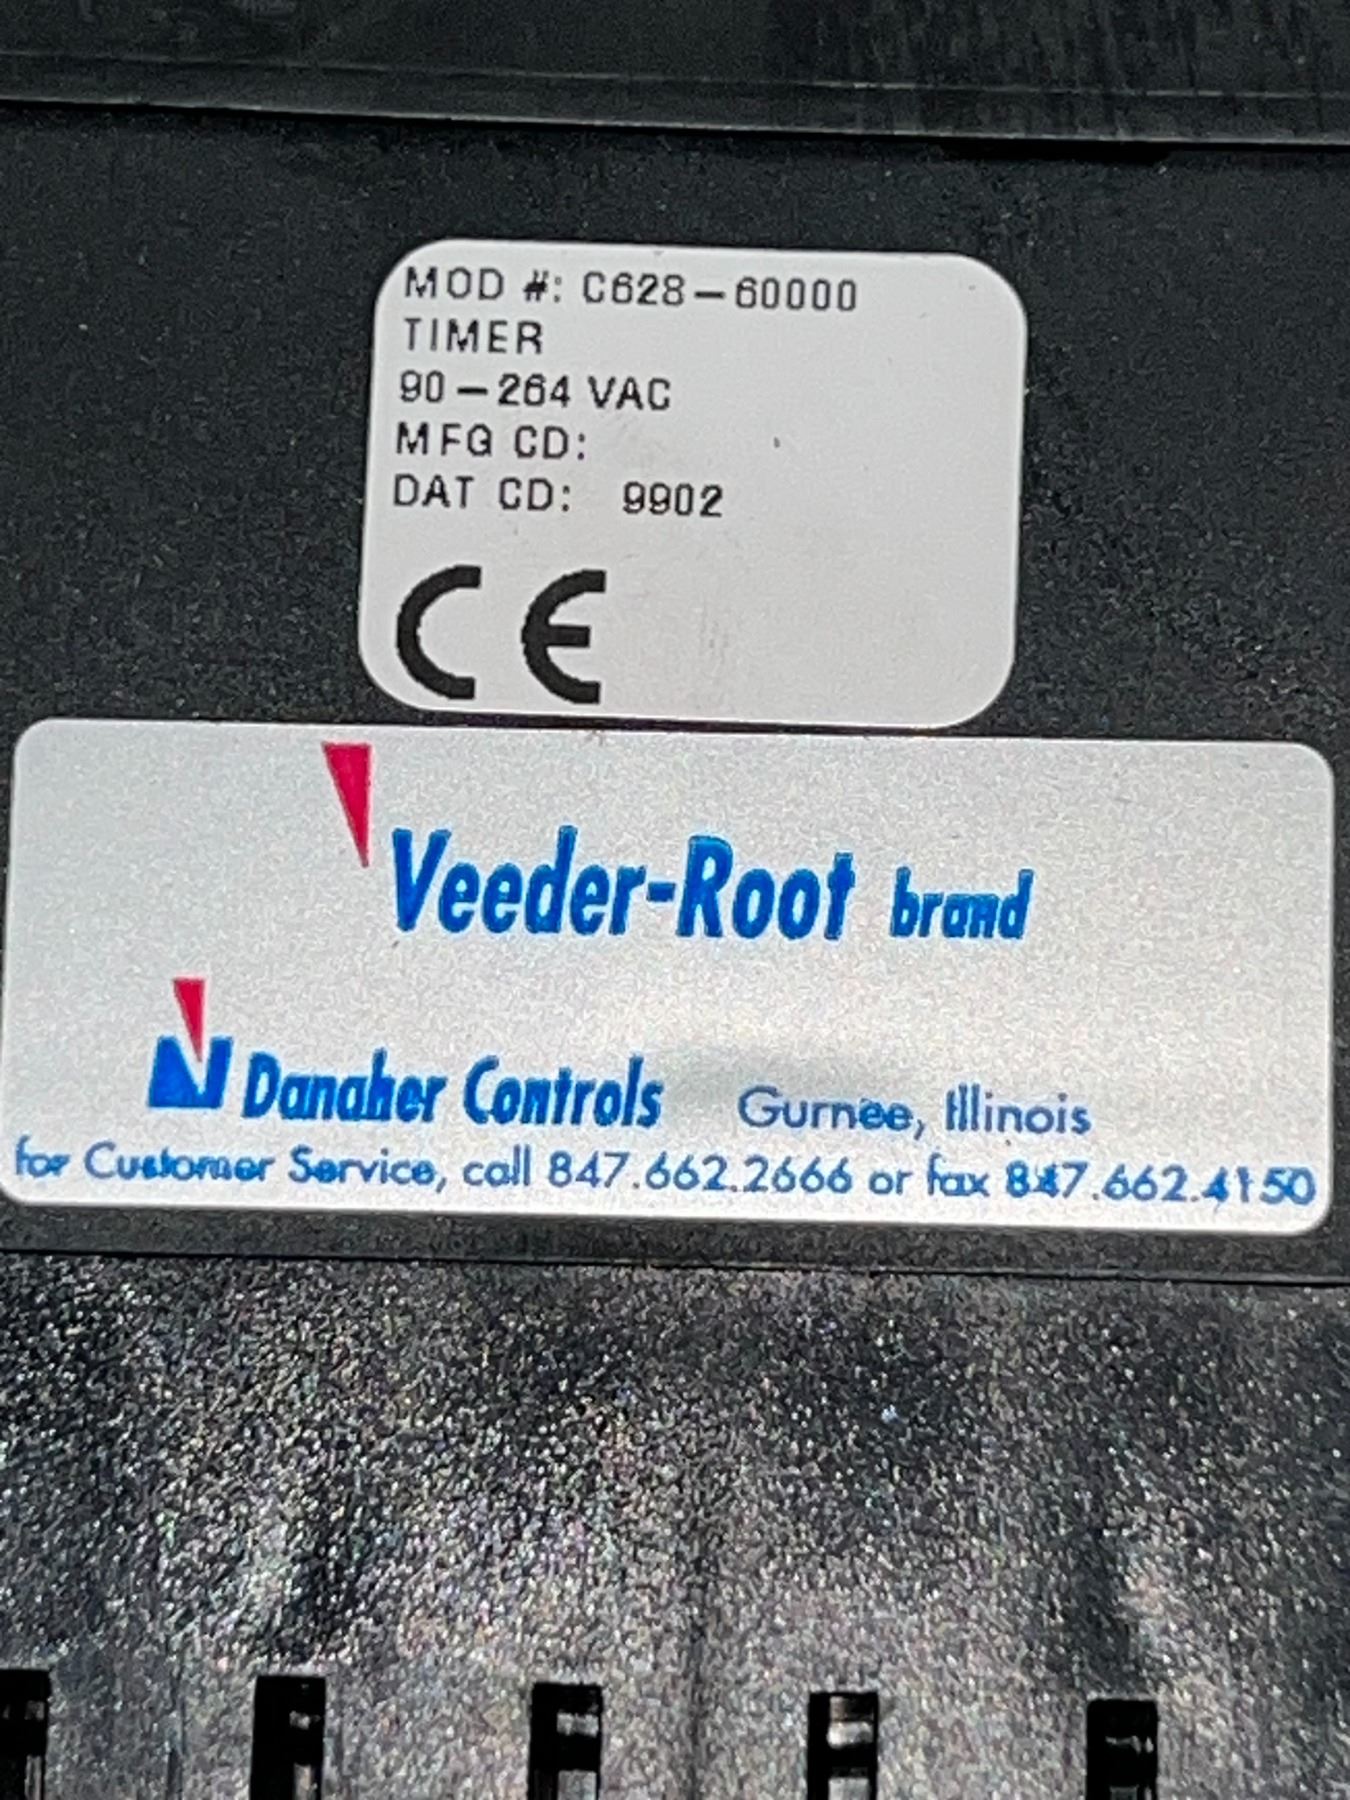 MOD #: C628-60000
TIMER
90-264 VAC
MFG CD:
DAT CD: 9902
CE
Veeder-Root brand
Danaher Controls Gurnee, Illinois
for Customer Service, call 847.662.2666 or fax 847.662.4150